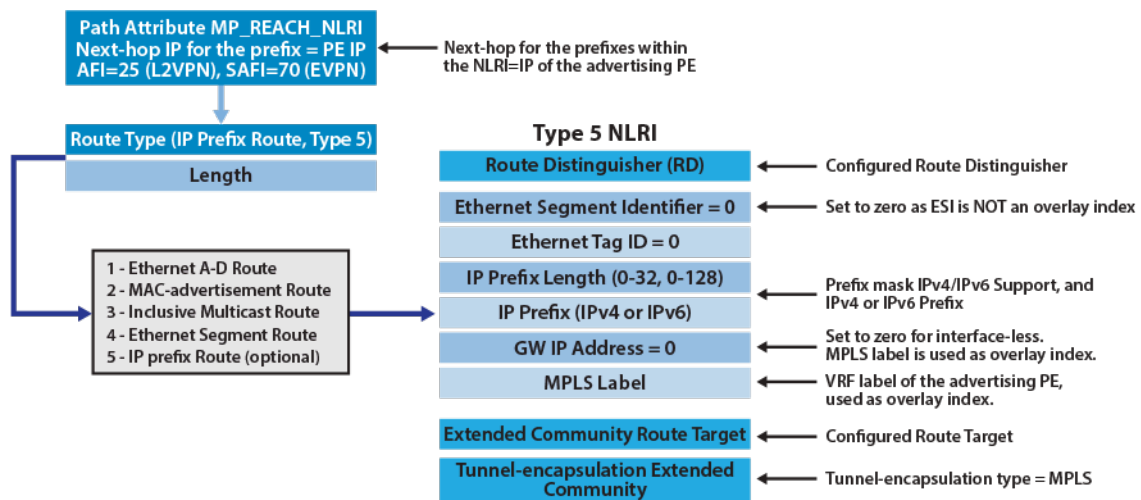 Path Attribute MP_REACH_NLRI
Next-hop IP for the prefix = PE IP
AFI=25 (L2VPN), SAFI=70 (EVPN)
Next-hop for the prefixes within
the NLRI=IP of the advertising PE
Route Type (IP Prefix Route, Type 5)
Length
1 - Ethernet A-D Route
2 - MAC-advertisement Route
3 - Inclusive Multicast Route
4 - Ethernet Segment Route
5 - IP prefix Route (optional)
Type 5 NLRI
Route Distinguisher (RD)
Configured Route Distinguisher
Ethernet Segment Identifier = 0
Set to zero as ESI is NOT an overlay index
Ethernet Tag ID = 0
IP Prefix Length (0-32, 0-128)
IP Prefix (IPv4 or IPv6)
Prefix mask IPv4/IPv6 Support, and
IPv4 or IPv6 Prefix
GW IP Address = 0
Set to zero for interface-less.
MPLS label is used as overlay index.
MPLS Label
VRF label of the advertising PE,
used as overlay index.
Extended Community Route Target
Configured Route Target
Tunnel-encapsulation Extended
Community
Tunnel-encapsulation type = MPLS